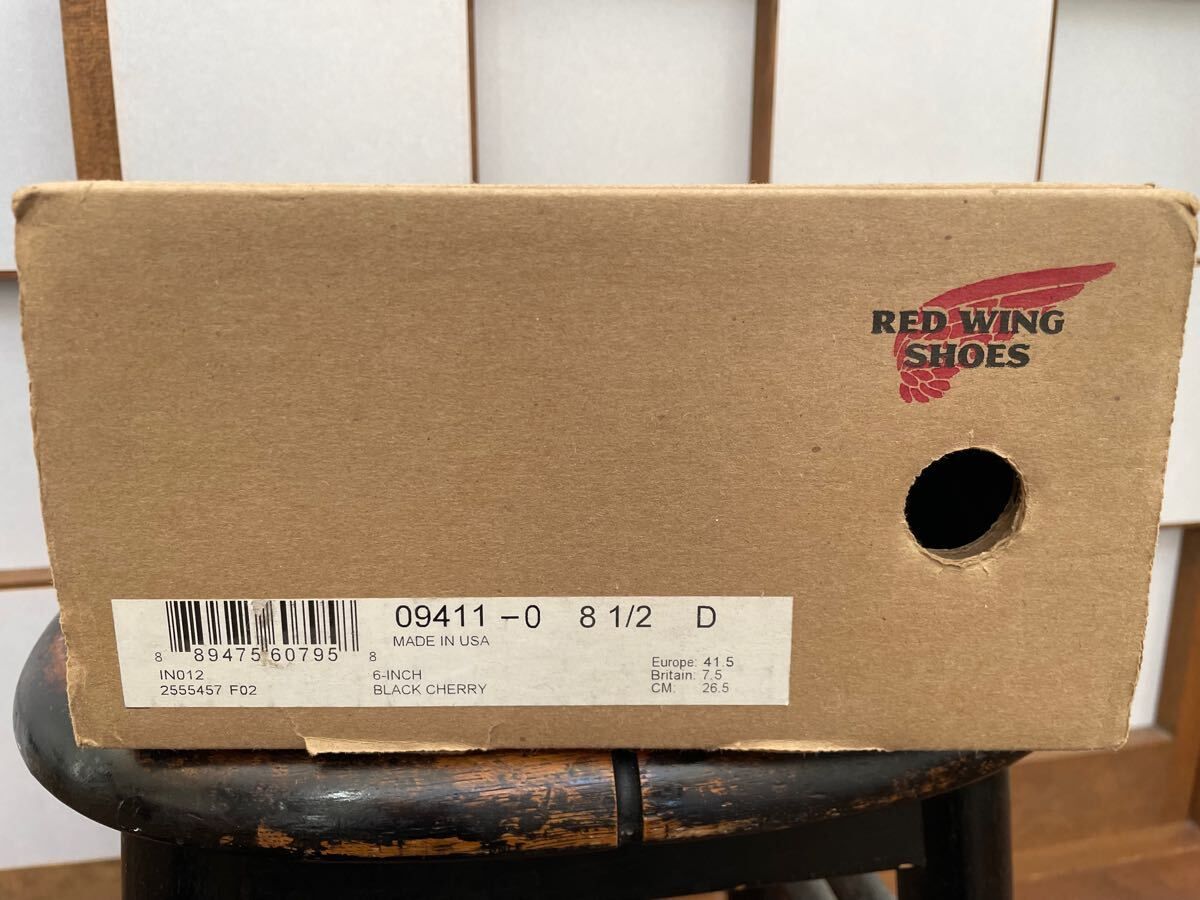 RED WING
SHOES
09411-0 8 1/2 D
MADE IN USA
8 89475 60795 8
IN012
2555457 F02
6-INCH
BLACK CHERRY
Europe: 41.5
Britain: 7.5
CM: 26.5